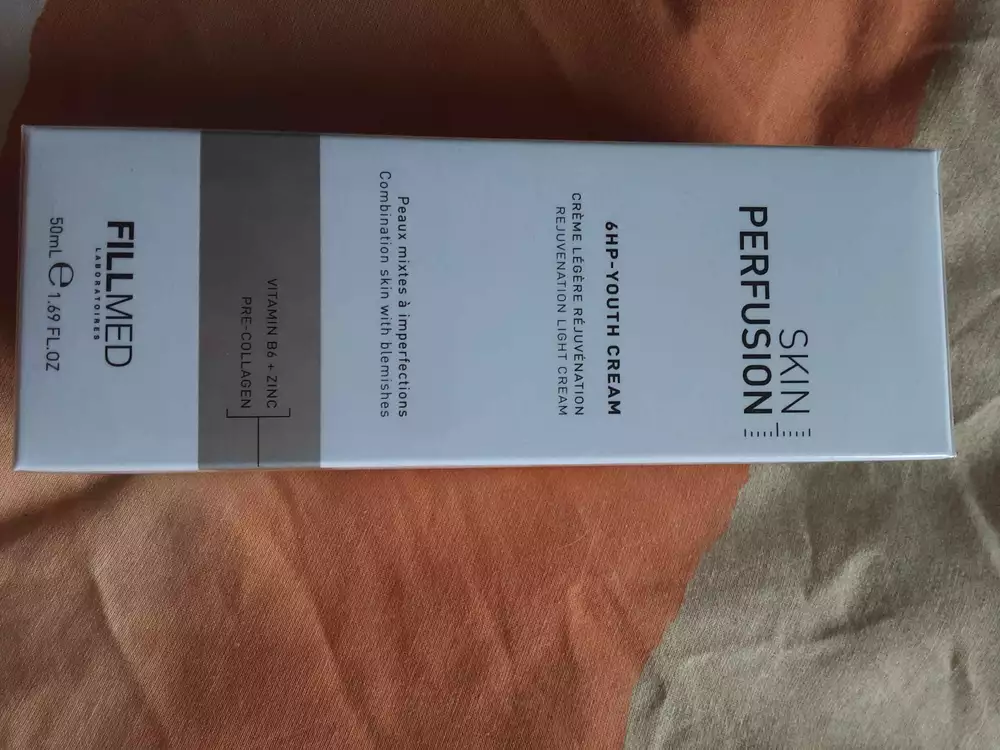 SKIN
PERFUSION
6HP-YOUTH CREAM
CRÈME LÉGÈRE RÉJUVÉNATION
REJUVENATION LIGHT CREAM
Peaux mixtes à imperfections
Combination skin with blemishes
VITAMIN B6 + ZINC
PRE-COLLAGEN
FILLMED
LABORATOIRES
50mL e 1.69 FL.OZ